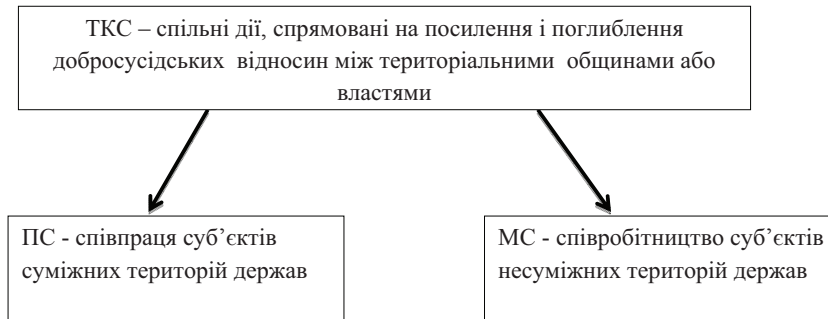 ТКС – спільні дії, спрямовані на посилення і поглиблення
добросусідських відносин між територіальними общинами або
властями
ПС - співпраця суб’єктів
суміжних територій держав
МС - співробітництво суб’єктів
несуміжних територій держав